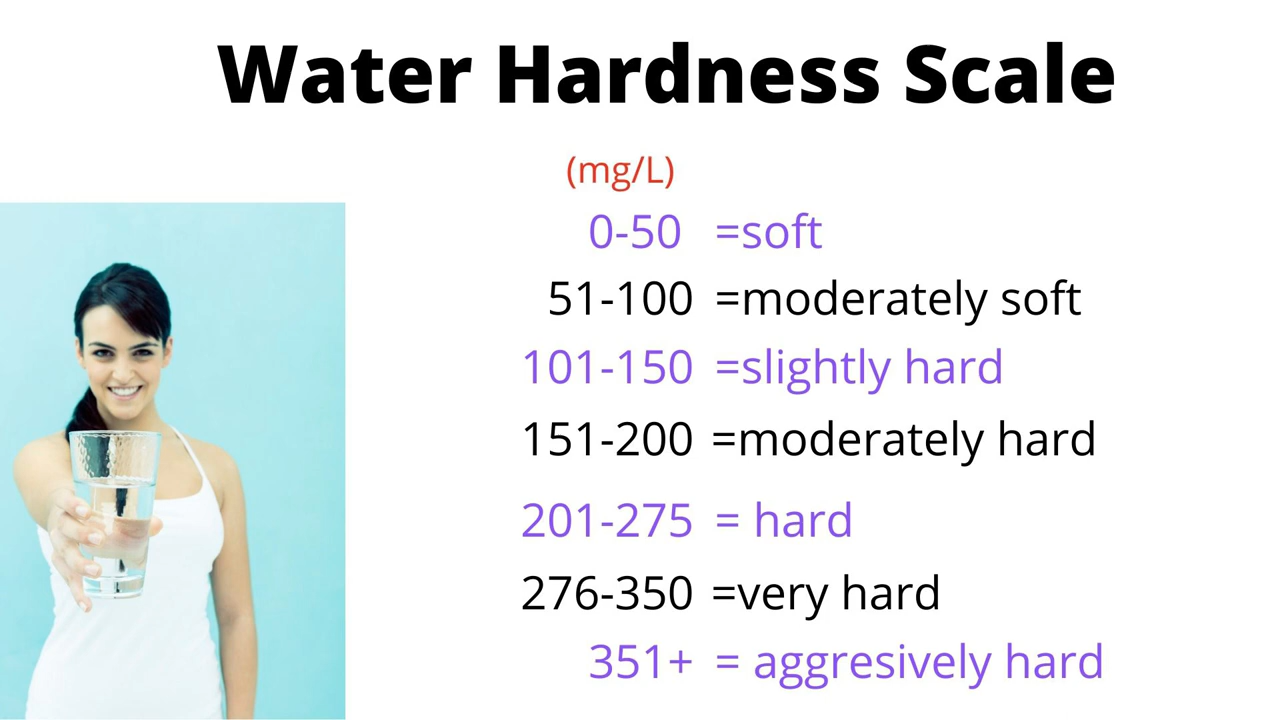 Water Hardness Scale
(mg/L)
0-50 =soft
51-100 =moderately soft
101-150 =slightly hard
151-200 =moderately hard
201-275 = hard
276-350 =very hard
351+ = aggresively hard